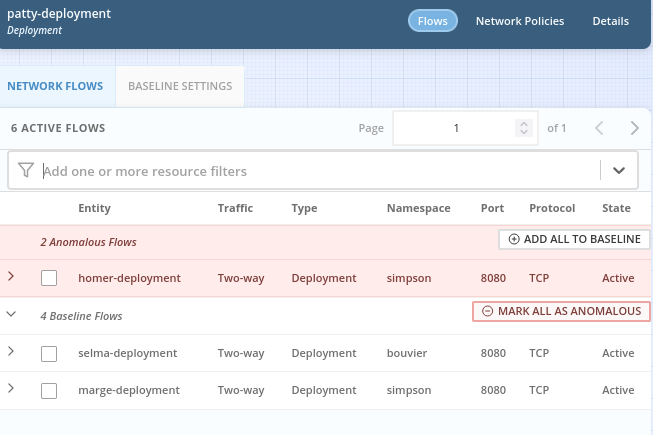 patty-deployment
Deployment
Flows Network Policies Details
NETWORK FLOWS BASELINE SETTINGS
6 ACTIVE FLOWS Page 1 of 1
Add one or more resource filters
Entity Traffic Type Namespace Port Protocol State
2 Anomalous Flows ADD ALL TO BASELINE
homer-deployment Two-way Deployment simpson 8080 TCP Active
4 Baseline Flows MARK ALL AS ANOMALOUS
selma-deployment Two-way Deployment bouvier 8080 TCP Active
marge-deployment Two-way Deployment simpson 8080 TCP Active